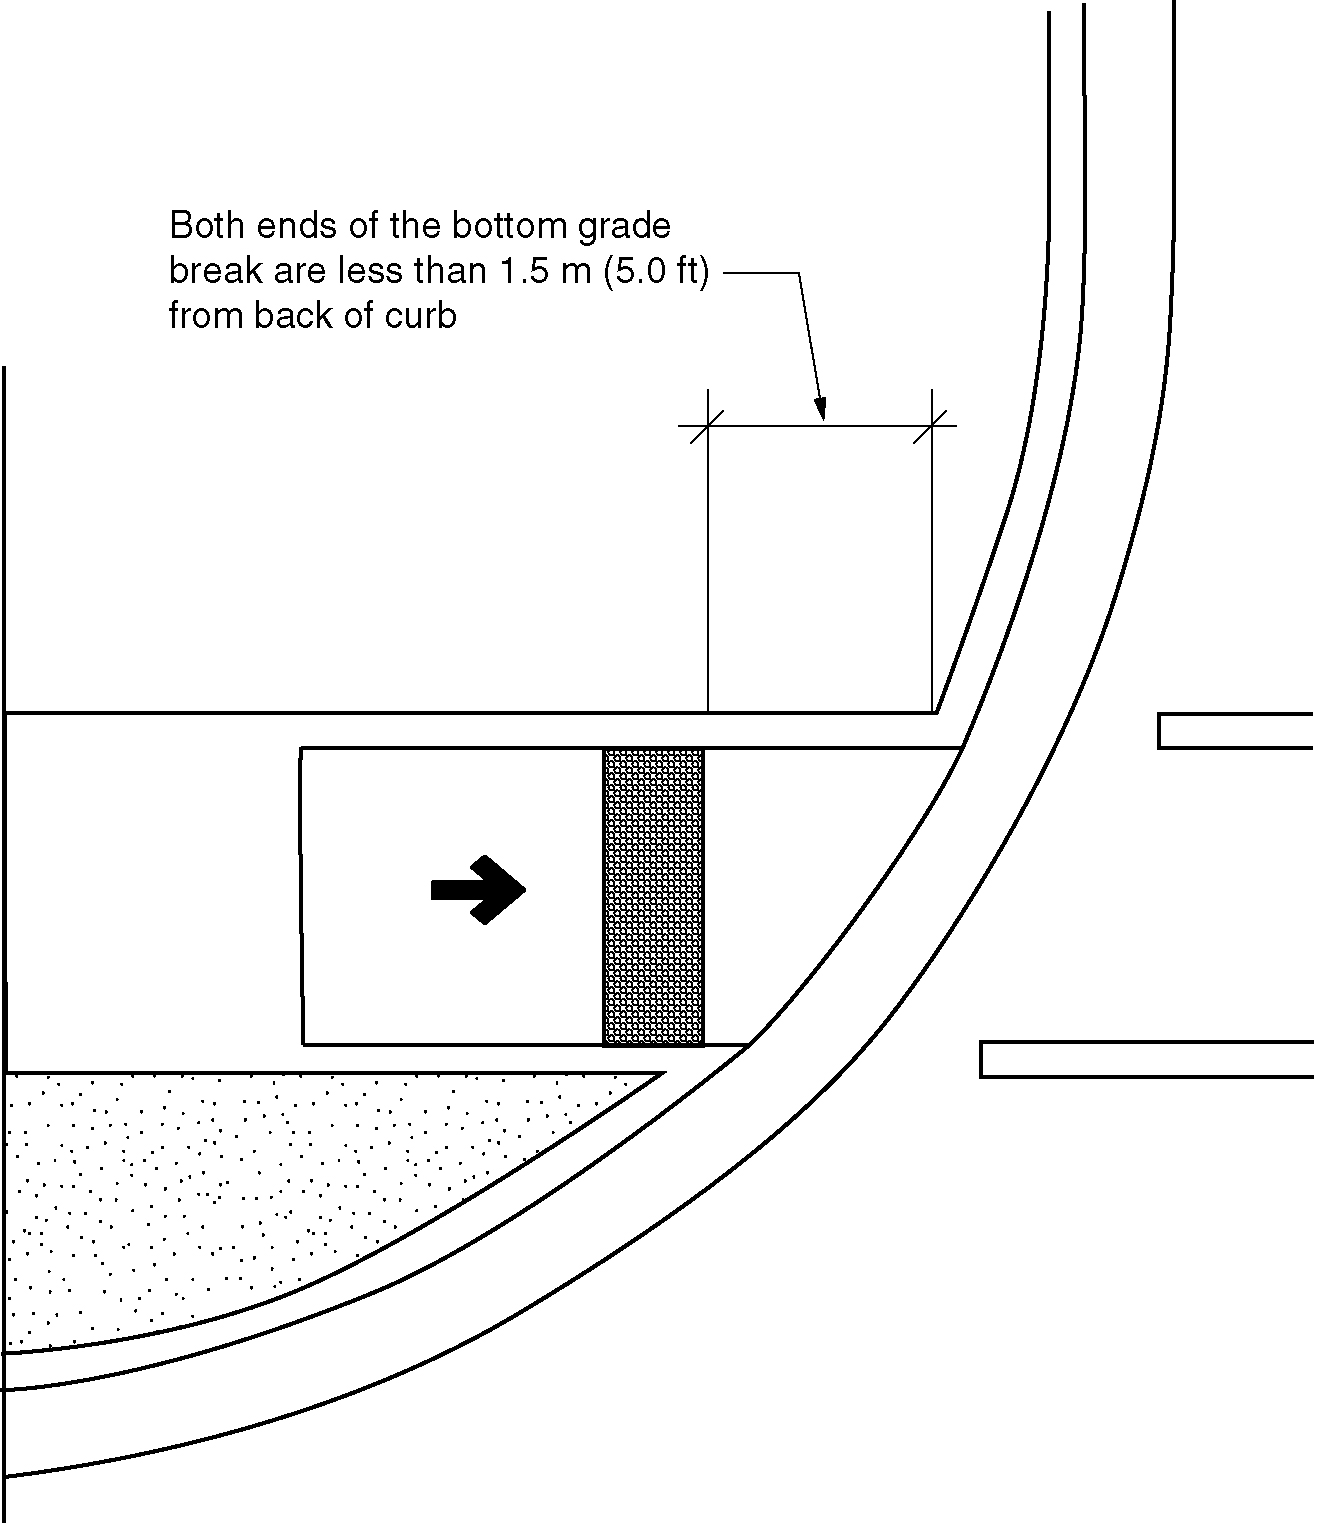 Both ends of the bottom grade
break are less than 1.5 m (5.0 ft)
from back of curb